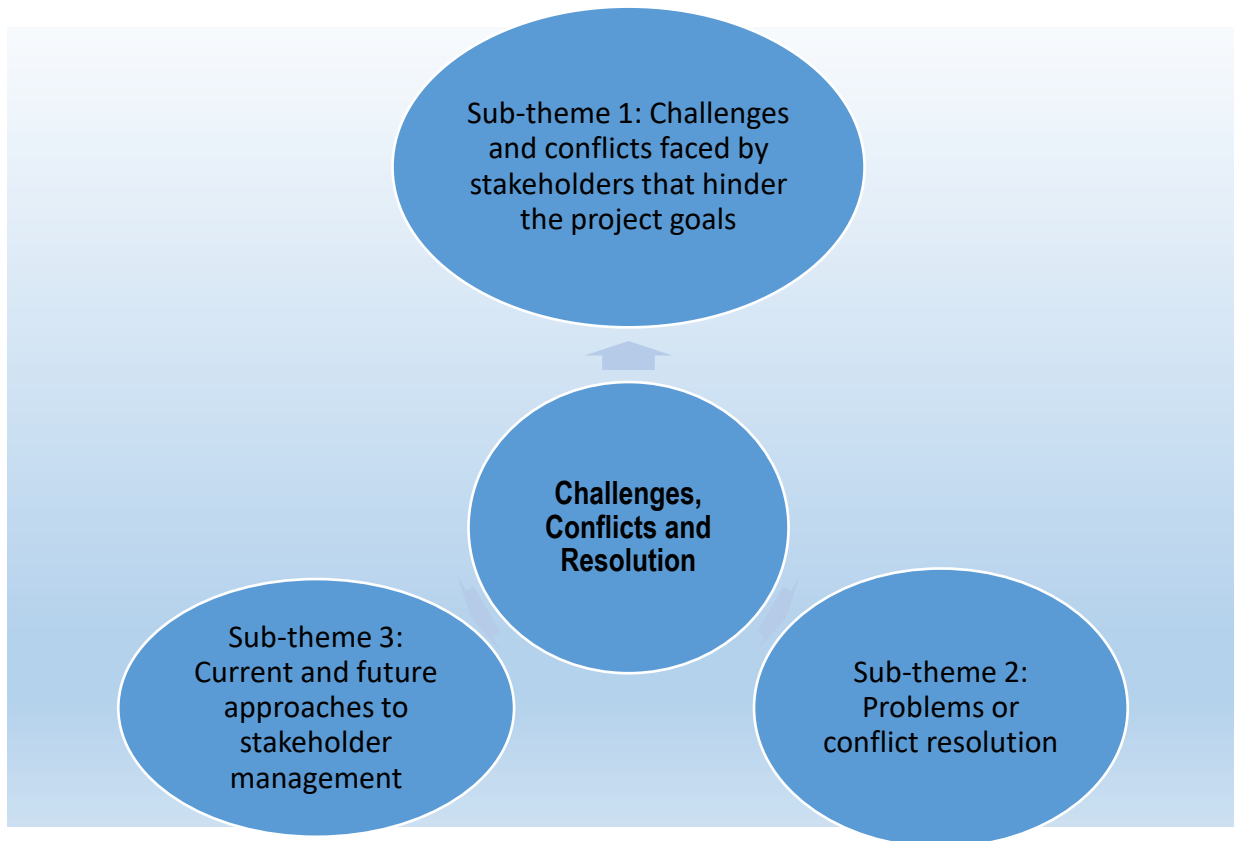 Sub-theme 1: Challenges
and conflicts faced by
stakeholders that hinder
the project goals
Challenges,
Conflicts and
Resolution
Sub-theme 3:
Current and future
approaches to
stakeholder
management
Sub-theme 2:
Problems or
conflict resolution